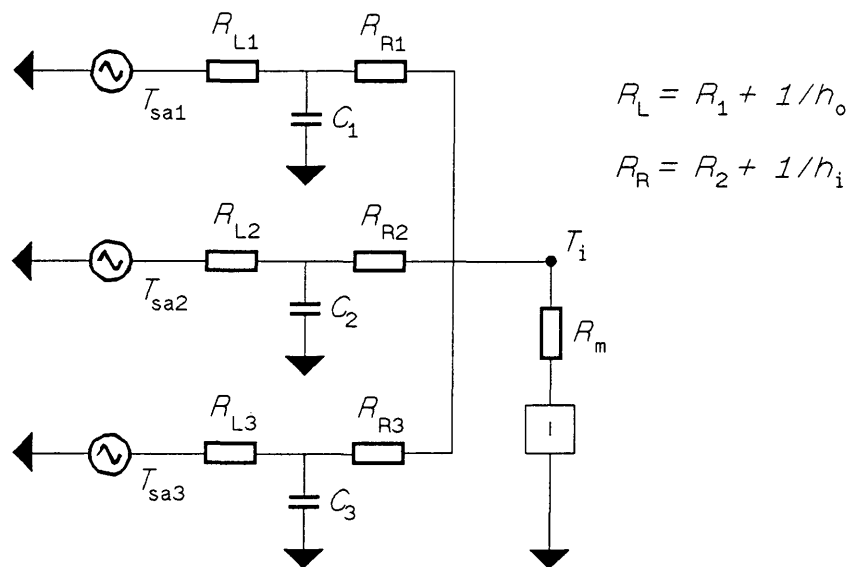 R_L1
R_R1
T_sa1
C_1
R_L = R_1 + 1/h_o
R_R = R_2 + 1/h_i
R_L2
R_R2
T_i
T_sa2
C_2
R_m
R_L3
R_R3
I
T_sa3
C_3